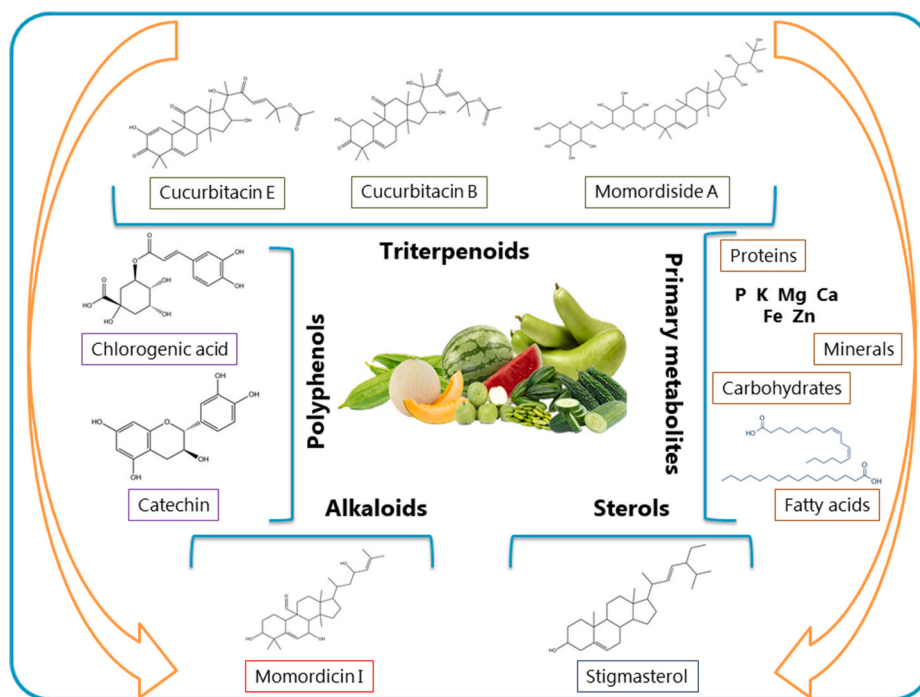 Cucurbitacin E
Cucurbitacin B
Momordiside A
Triterpenoids
Polyphenols
Chlorogenic acid
Catechin
Primary metabolites
Proteins
P K Mg Ca
Fe Zn
Minerals
Carbohydrates
Fatty acids
Alkaloids
Momordicin I
Sterols
Stigmasterol